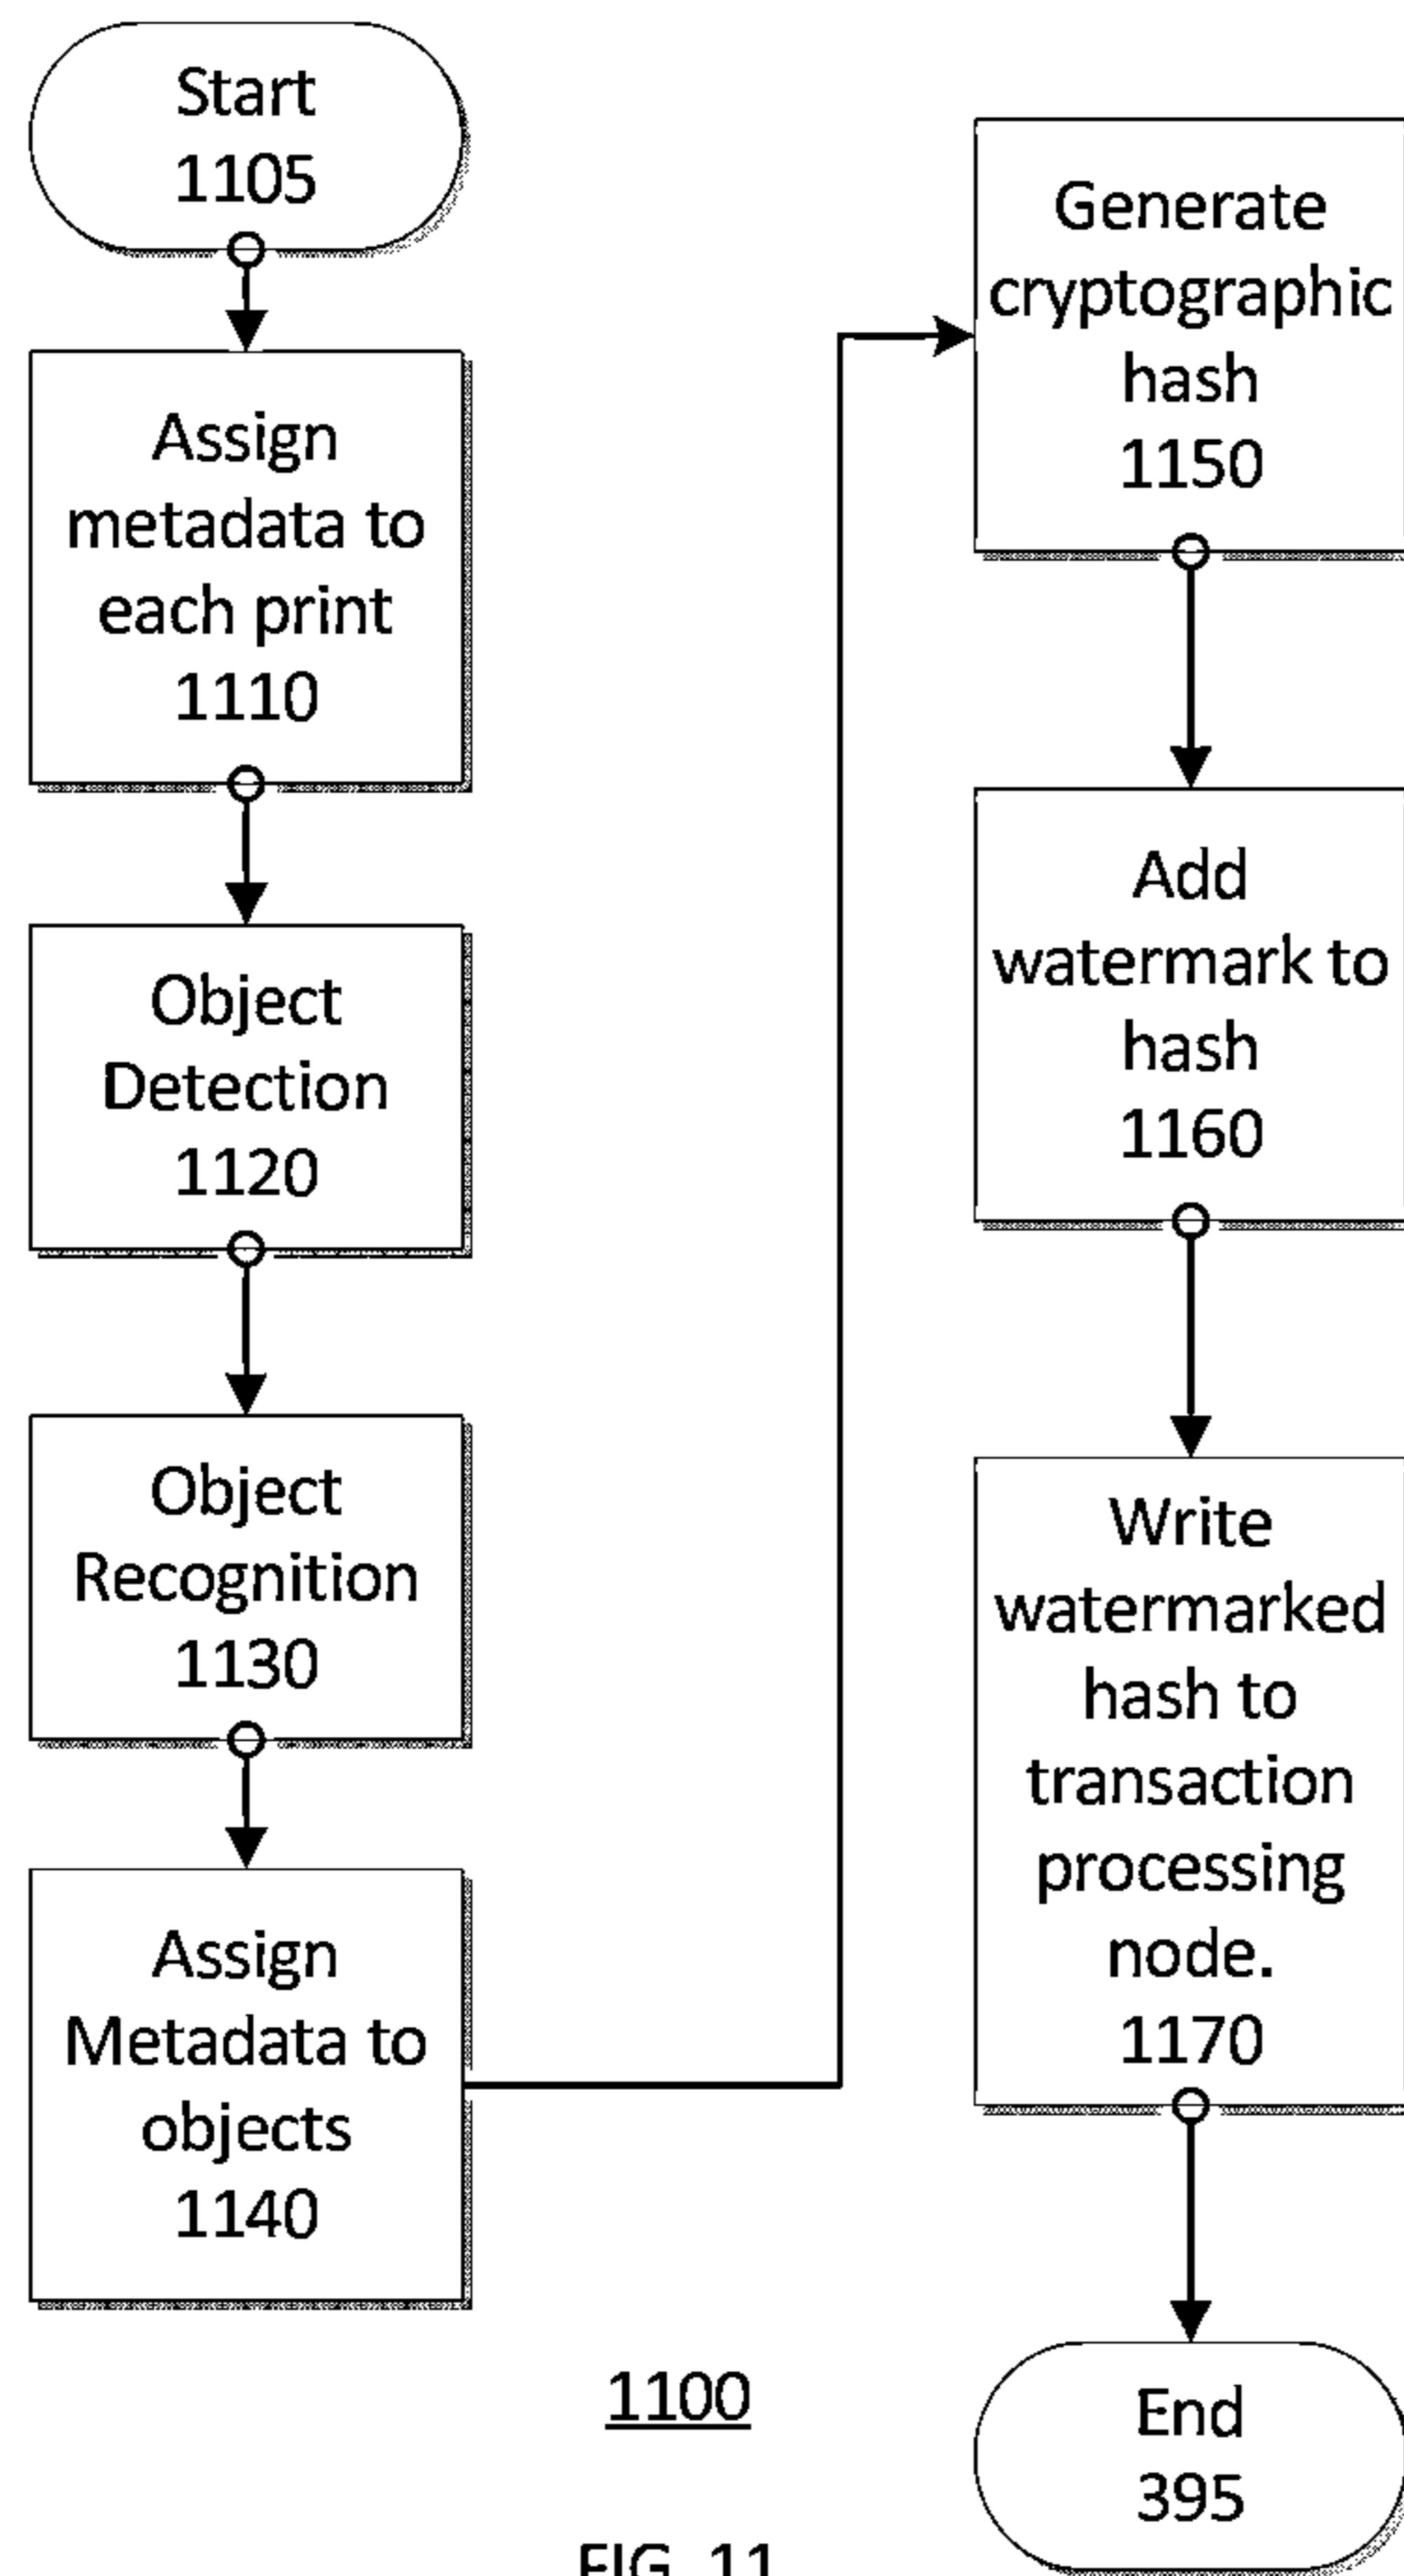 Start
1105
Assign
metadata to
each print
1110
Object
Detection
1120
Object
Recognition
1130
Assign
Metadata to
objects
1140
Generate
cryptographic
hash
1150
Add
watermark to
hash
1160
Write
watermarked
hash to
transaction
processing
node.
1170
End
395
1100
FIG. 11